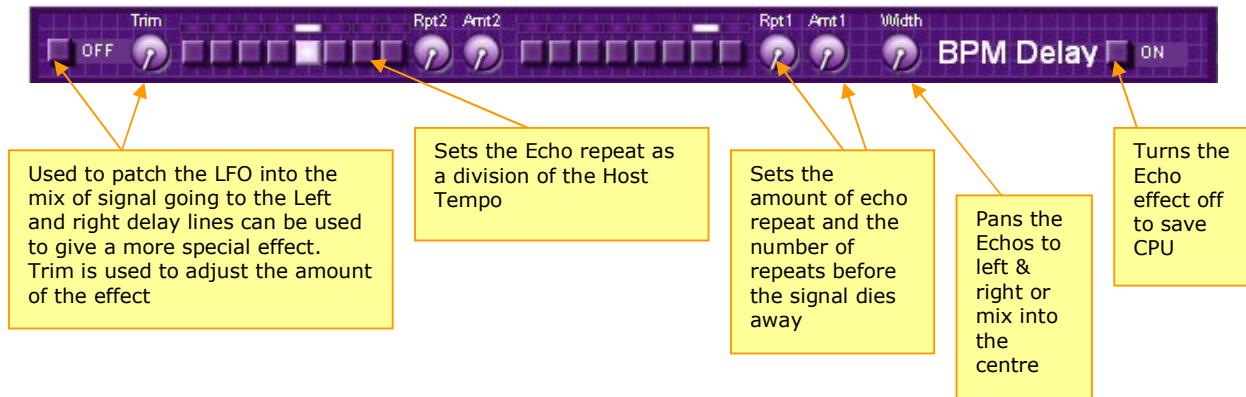 Trim
Rpt2 Amt2
Rpt1 Amt1
Width
OFF
BPM Delay
ON
Used to patch the LFO into the
mix of signal going to the Left
and right delay lines can be used
to give a more special effect.
Trim is used to adjust the amount
of the effect
Sets the Echo repeat as
a division of the Host
Tempo
Sets the
amount of echo
repeat and the
number of
repeats before
the signal dies
away
Pans the
Echos to
left &
right or
mix into
the
centre
Turns the
Echo
effect off
to save
CPU